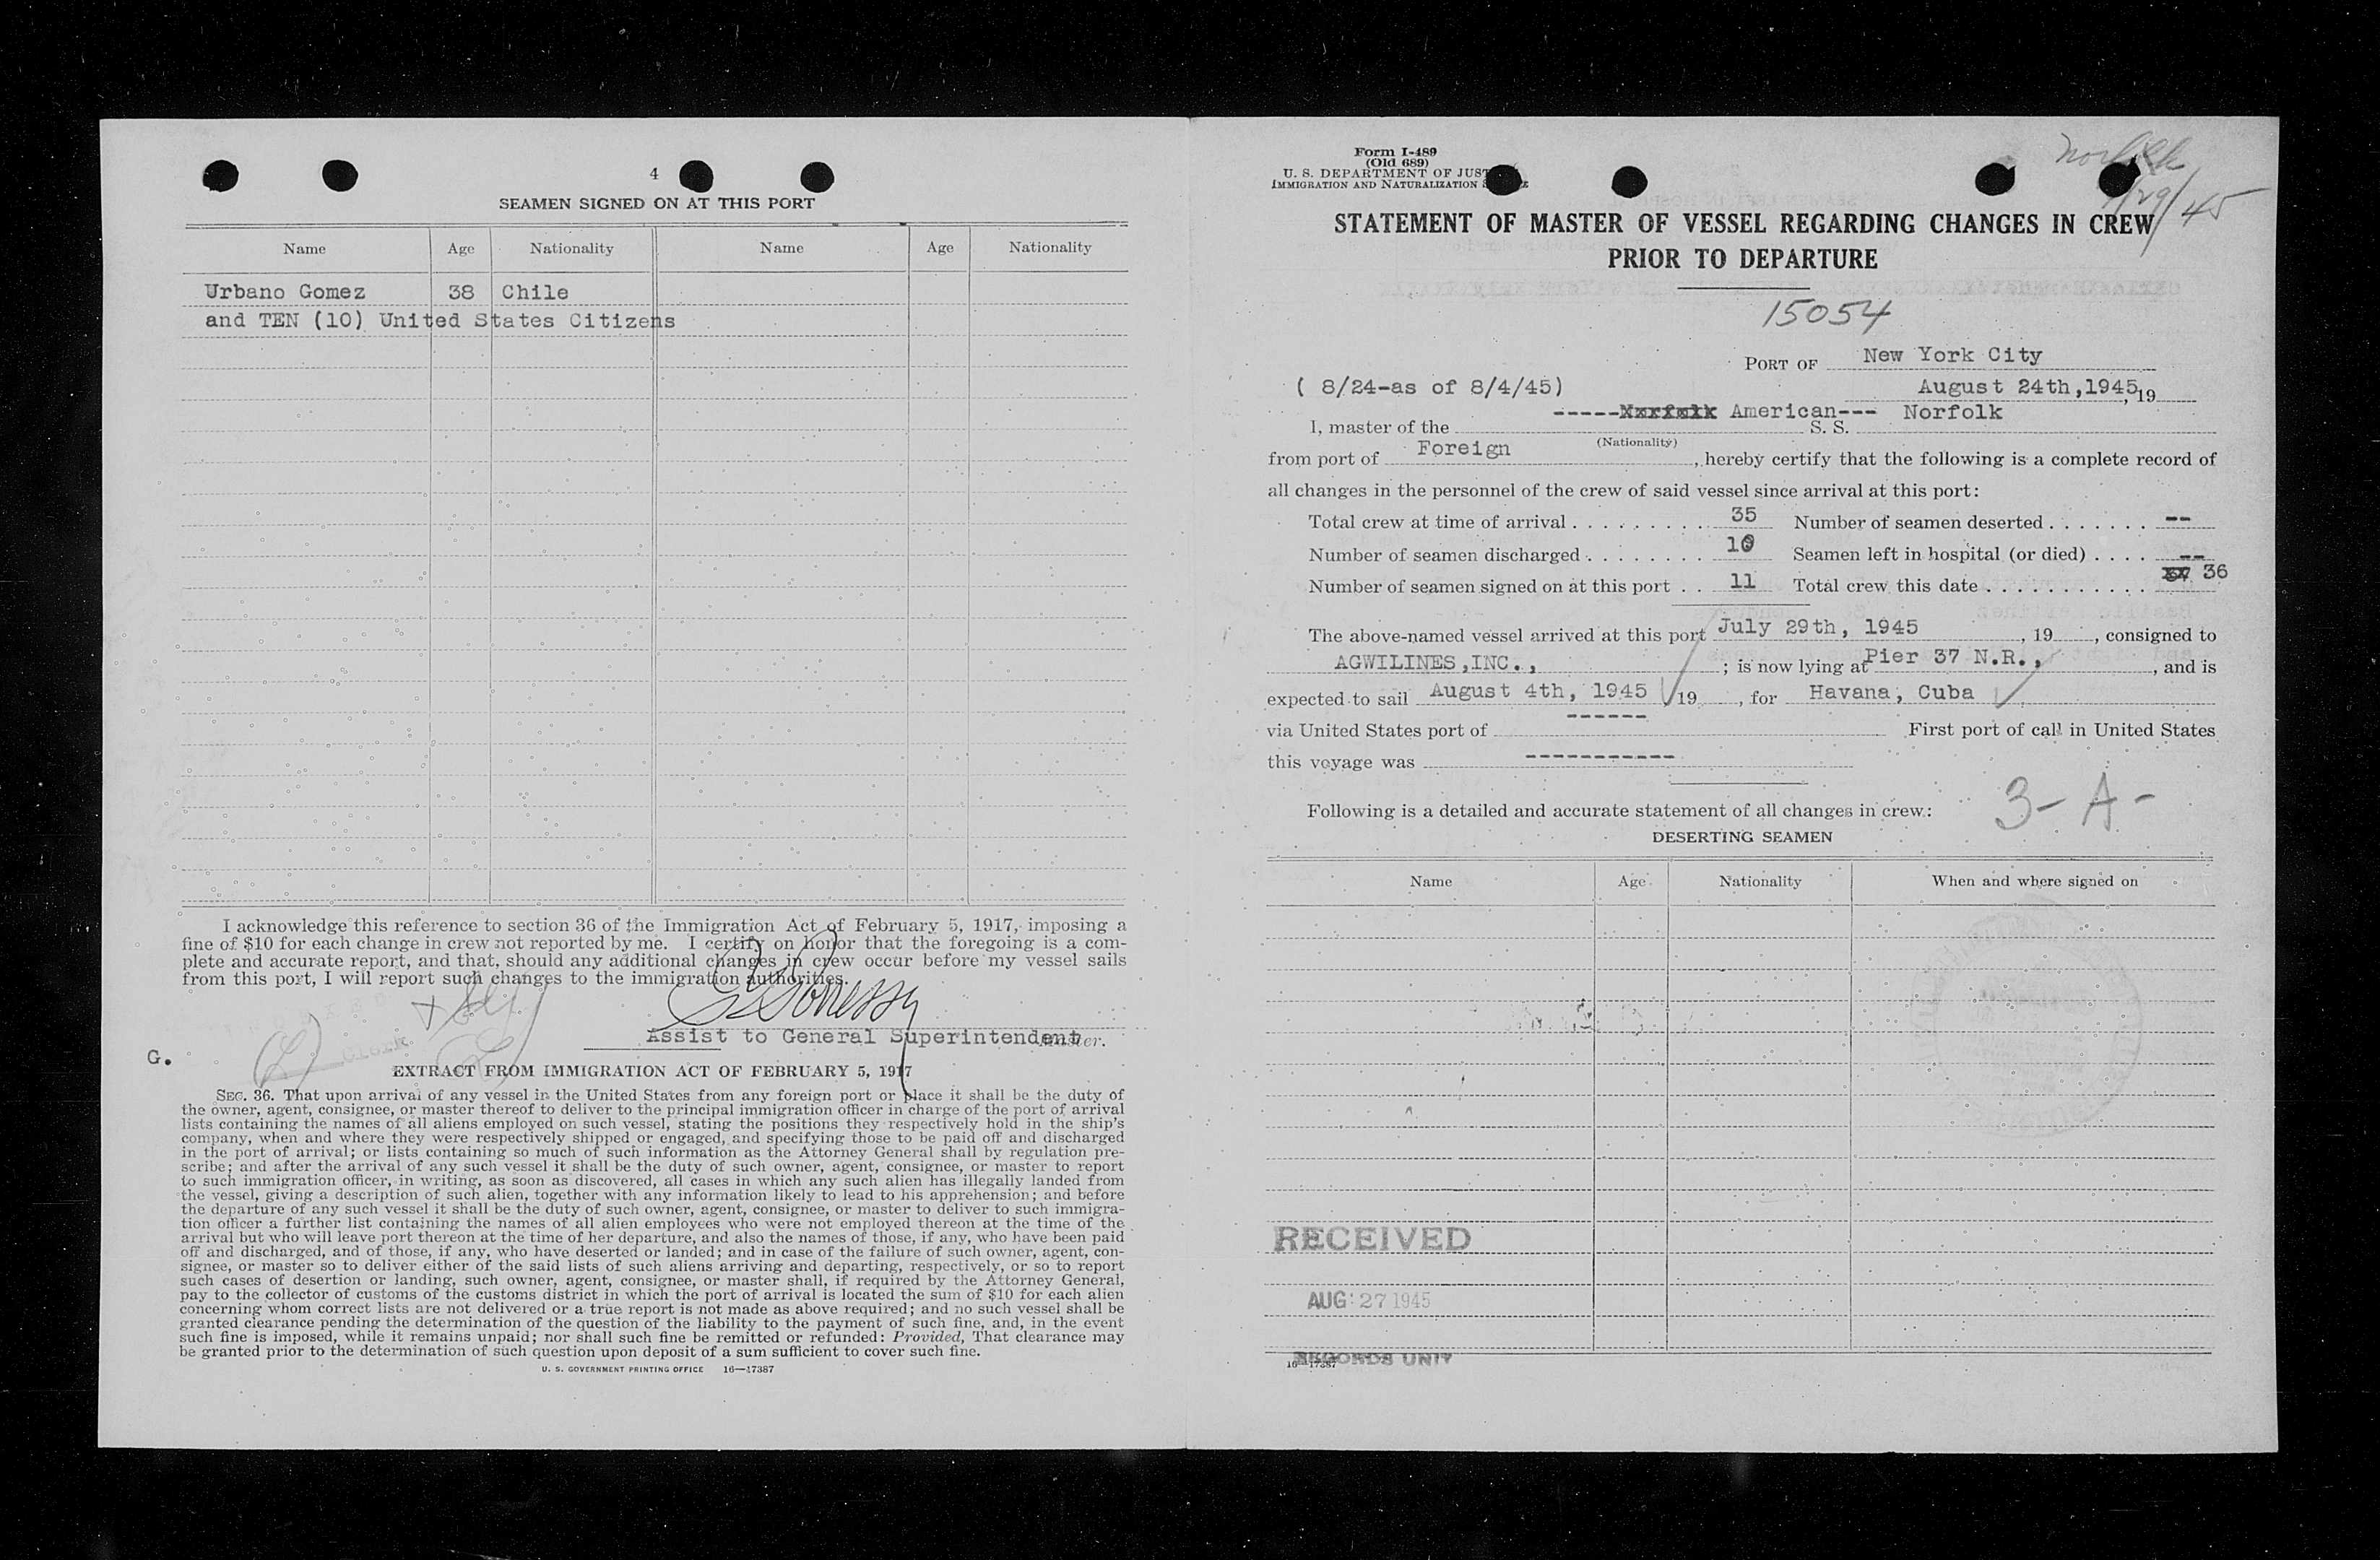 4
SEAMEN SIGNED ON AT THIS PORT
Name Age Nationality Name Age Nationality
Urbano Gomez 38 Chile
and TEN (10) United States Citizens
I acknowledge this reference to section 36 of the Immigration Act of February 5, 1917, imposing a
fine of $10 for each change in crew not reported by me. I certify on honor that the foregoing is a com-
plete and accurate report, and that, should any additional changes in crew occur before my vessel sails
from this port, I will report such changes to the immigration authorities.
Assist to General Superintendent
Master.
G.
EXTRACT FROM IMMIGRATION ACT OF FEBRUARY 5, 1917
SEC. 36. That upon arrival of any vessel in the United States from any foreign port or place it shall be the duty of
the owner, agent, consignee, or master thereof to deliver to the principal immigration officer in charge of the port of arrival
lists containing the names of all aliens employed on such vessel, stating the positions they respectively hold in the ship's
company, when and where they were respectively shipped or engaged, and specifying those to be paid off and discharged
in the port of arrival; or lists containing so much of such information as the Attorney General shall by regulation pre-
scribe; and after the arrival of any such vessel it shall be the duty of such owner, agent, consignee, or master to report
to such immigration officer, in writing, as soon as discovered, all cases in which any such alien has illegally landed from
the vessel, giving a description of such alien, together with any information likely to lead to his apprehension; and before
the departure of any such vessel it shall be the duty of such owner, agent, consignee, or master to deliver to such immigra-
tion officer a further list containing the names of all alien employees who were not employed thereon at the time of the
arrival but who will leave port thereon at the time of her departure, and also the names of those, if any, who have been paid
off and discharged, and of those, if any, who have deserted or landed; and in case of the failure of such owner, agent, con-
signee, or master so to deliver either of the said lists of such aliens arriving and departing, respectively, or so to report
such cases of desertion or landing, such owner, agent, consignee, or master shall, if required by the Attorney General,
pay to the collector of customs of the customs district in which the port of arrival is located the sum of $10 for each alien
concerning whom correct lists are not delivered or a true report is not made as above required; and no such vessel shall be
granted clearance pending the determination of the question of the liability to the payment of such fine, and, in the event
such fine is imposed, while it remains unpaid; nor shall such fine be remitted or refunded: Provided, That clearance may
be granted prior to the determination of such question upon deposit of a sum sufficient to cover such fine.
U. S. GOVERNMENT PRINTING OFFICE 16—17387
Form I-489
(Old 689)
U. S. DEPARTMENT OF JUST
IMMIGRATION AND NATURALIZATION
Norfolk
7/29/45
STATEMENT OF MASTER OF VESSEL REGARDING CHANGES IN CREW
PRIOR TO DEPARTURE
15054
PORT OF New York City
( 8/24-as of 8/4/45) August 24th,1945, 19
I, master of the -----Norfolk American--- S. S. Norfolk
(Nationality)
from port of Foreign , hereby certify that the following is a complete record of
all changes in the personnel of the crew of said vessel since arrival at this port:
Total crew at time of arrival . . . . . . . . . 35 Number of seamen deserted . . . . . . . --
Number of seamen discharged . . . . . . . . 10 Seamen left in hospital (or died) . . . . --
Number of seamen signed on at this port . . 11 Total crew this date . . . . . . . . . . . 36
The above-named vessel arrived at this port July 29th, 1945 , 19 , consigned to
AGWILINES,INC., ; is now lying at Pier 37 N.R., , and is
expected to sail August 4th, 1945 19 , for Havana, Cuba
via United States port of ------ First port of call in United States
this voyage was -----------
Following is a detailed and accurate statement of all changes in crew:
3-A-
DESERTING SEAMEN
Name Age Nationality When and where signed on
RECEIVED
AUG 27 1945
RECORDS UNIT
16—17387